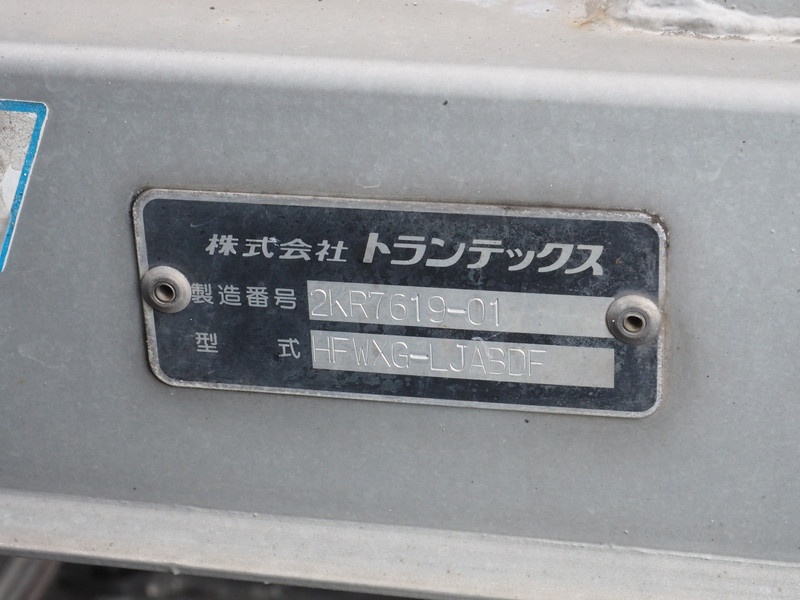 株式会社 トランテックス
製造番号 2KR7619-01
型 式 HFWXG-LJABDF